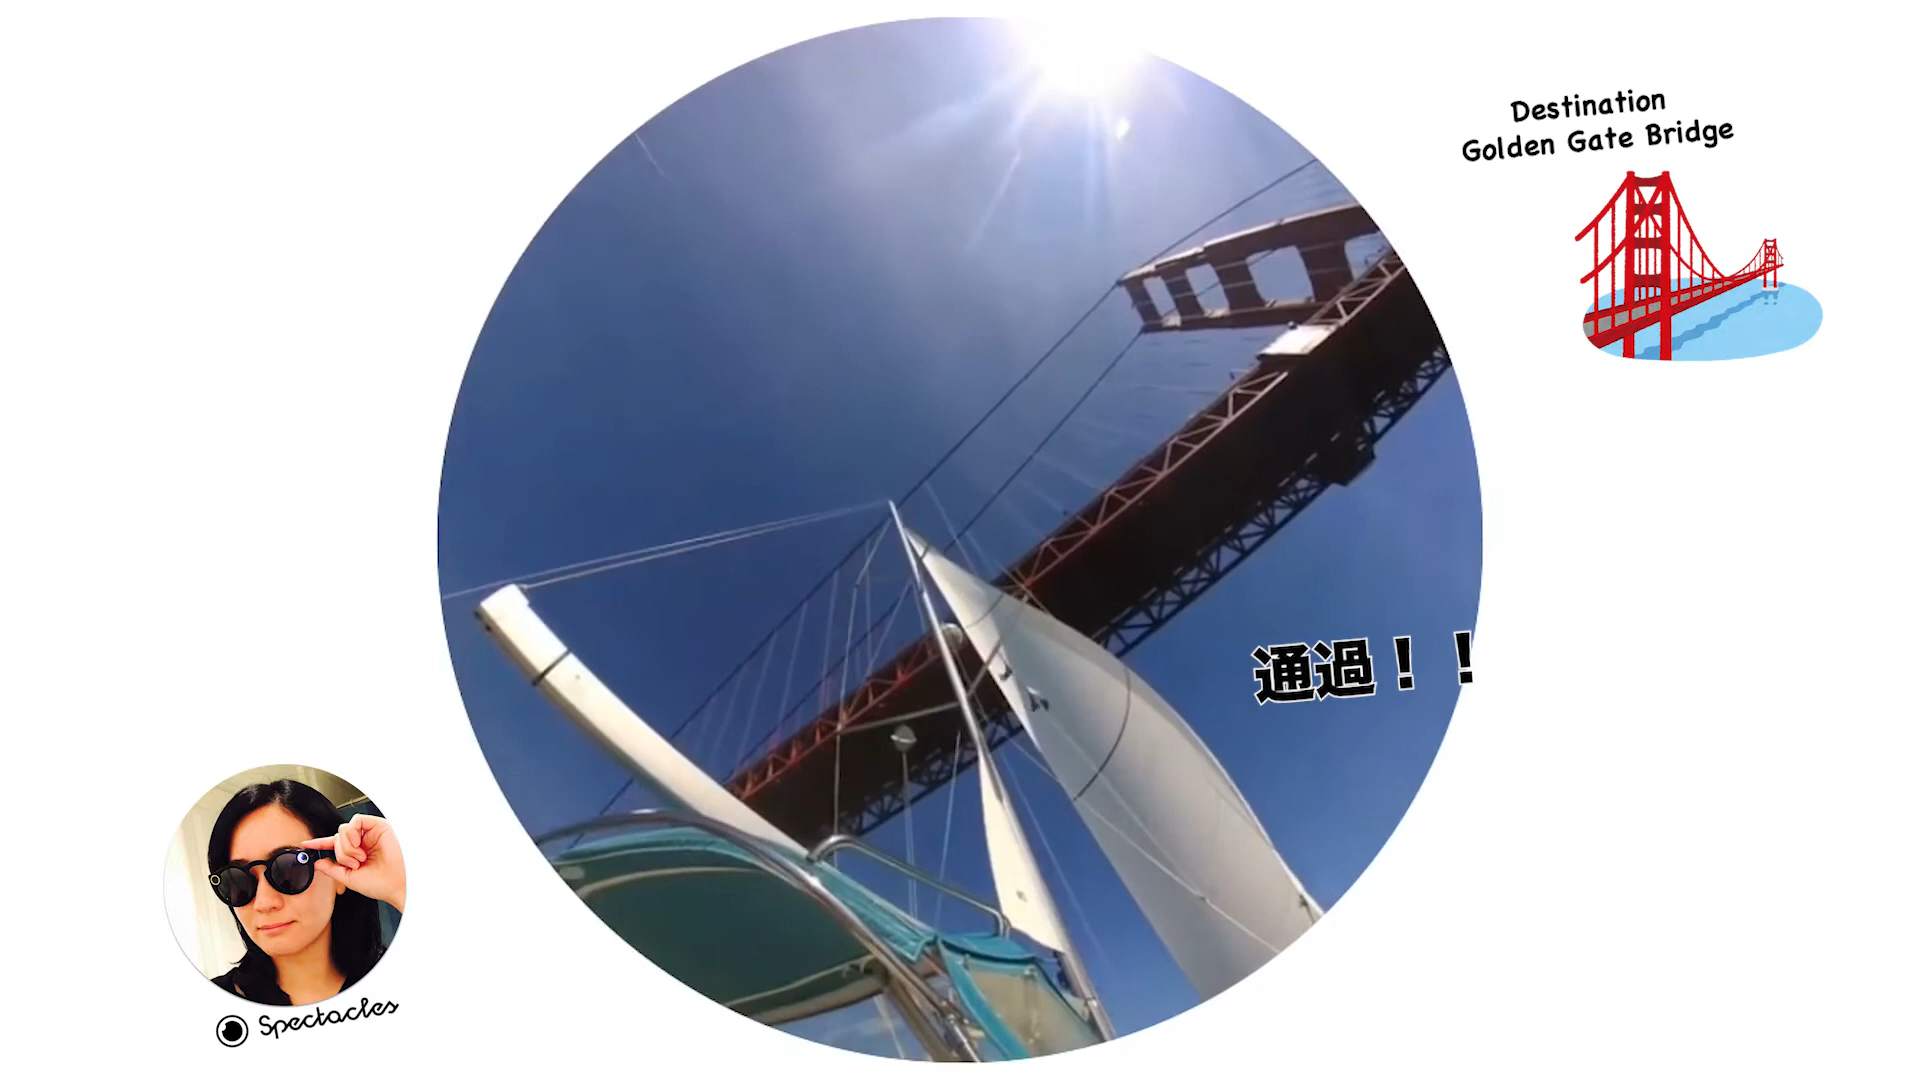 Destination
Golden Gate Bridge
通過！！
Spectacles